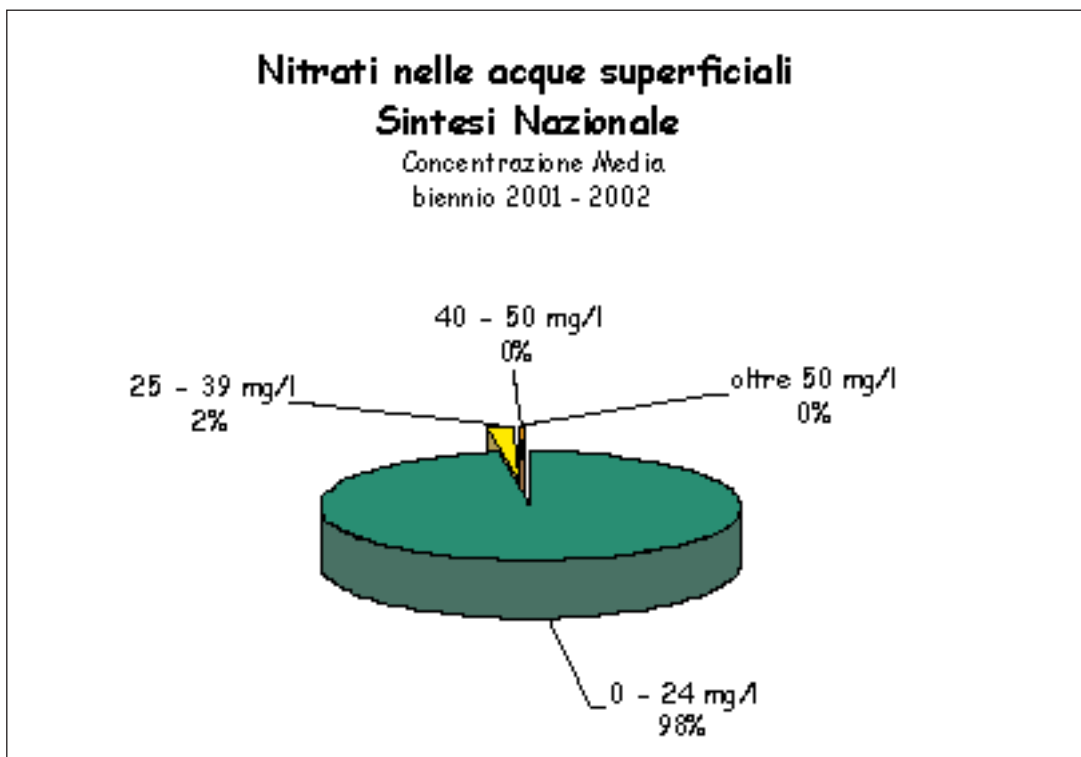 Nitrati nelle acque superficiali
Sintesi Nazionale
Concentrazione Media
biennio 2001 - 2002
40 - 50 mg/l
0%
25 - 39 mg/l
2%
oltre 50 mg/l
0%
0 - 24 mg/l
98%